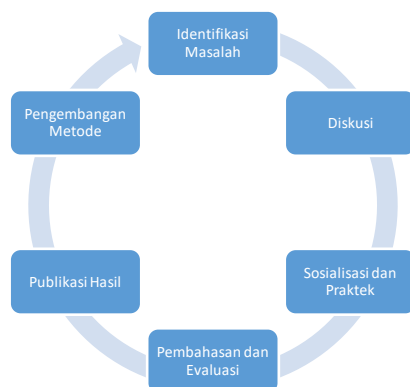 Identifikasi
Masalah
Diskusi
Sosialisasi dan
Praktek
Pembahasan dan
Evaluasi
Publikasi Hasil
Pengembangan
Metode